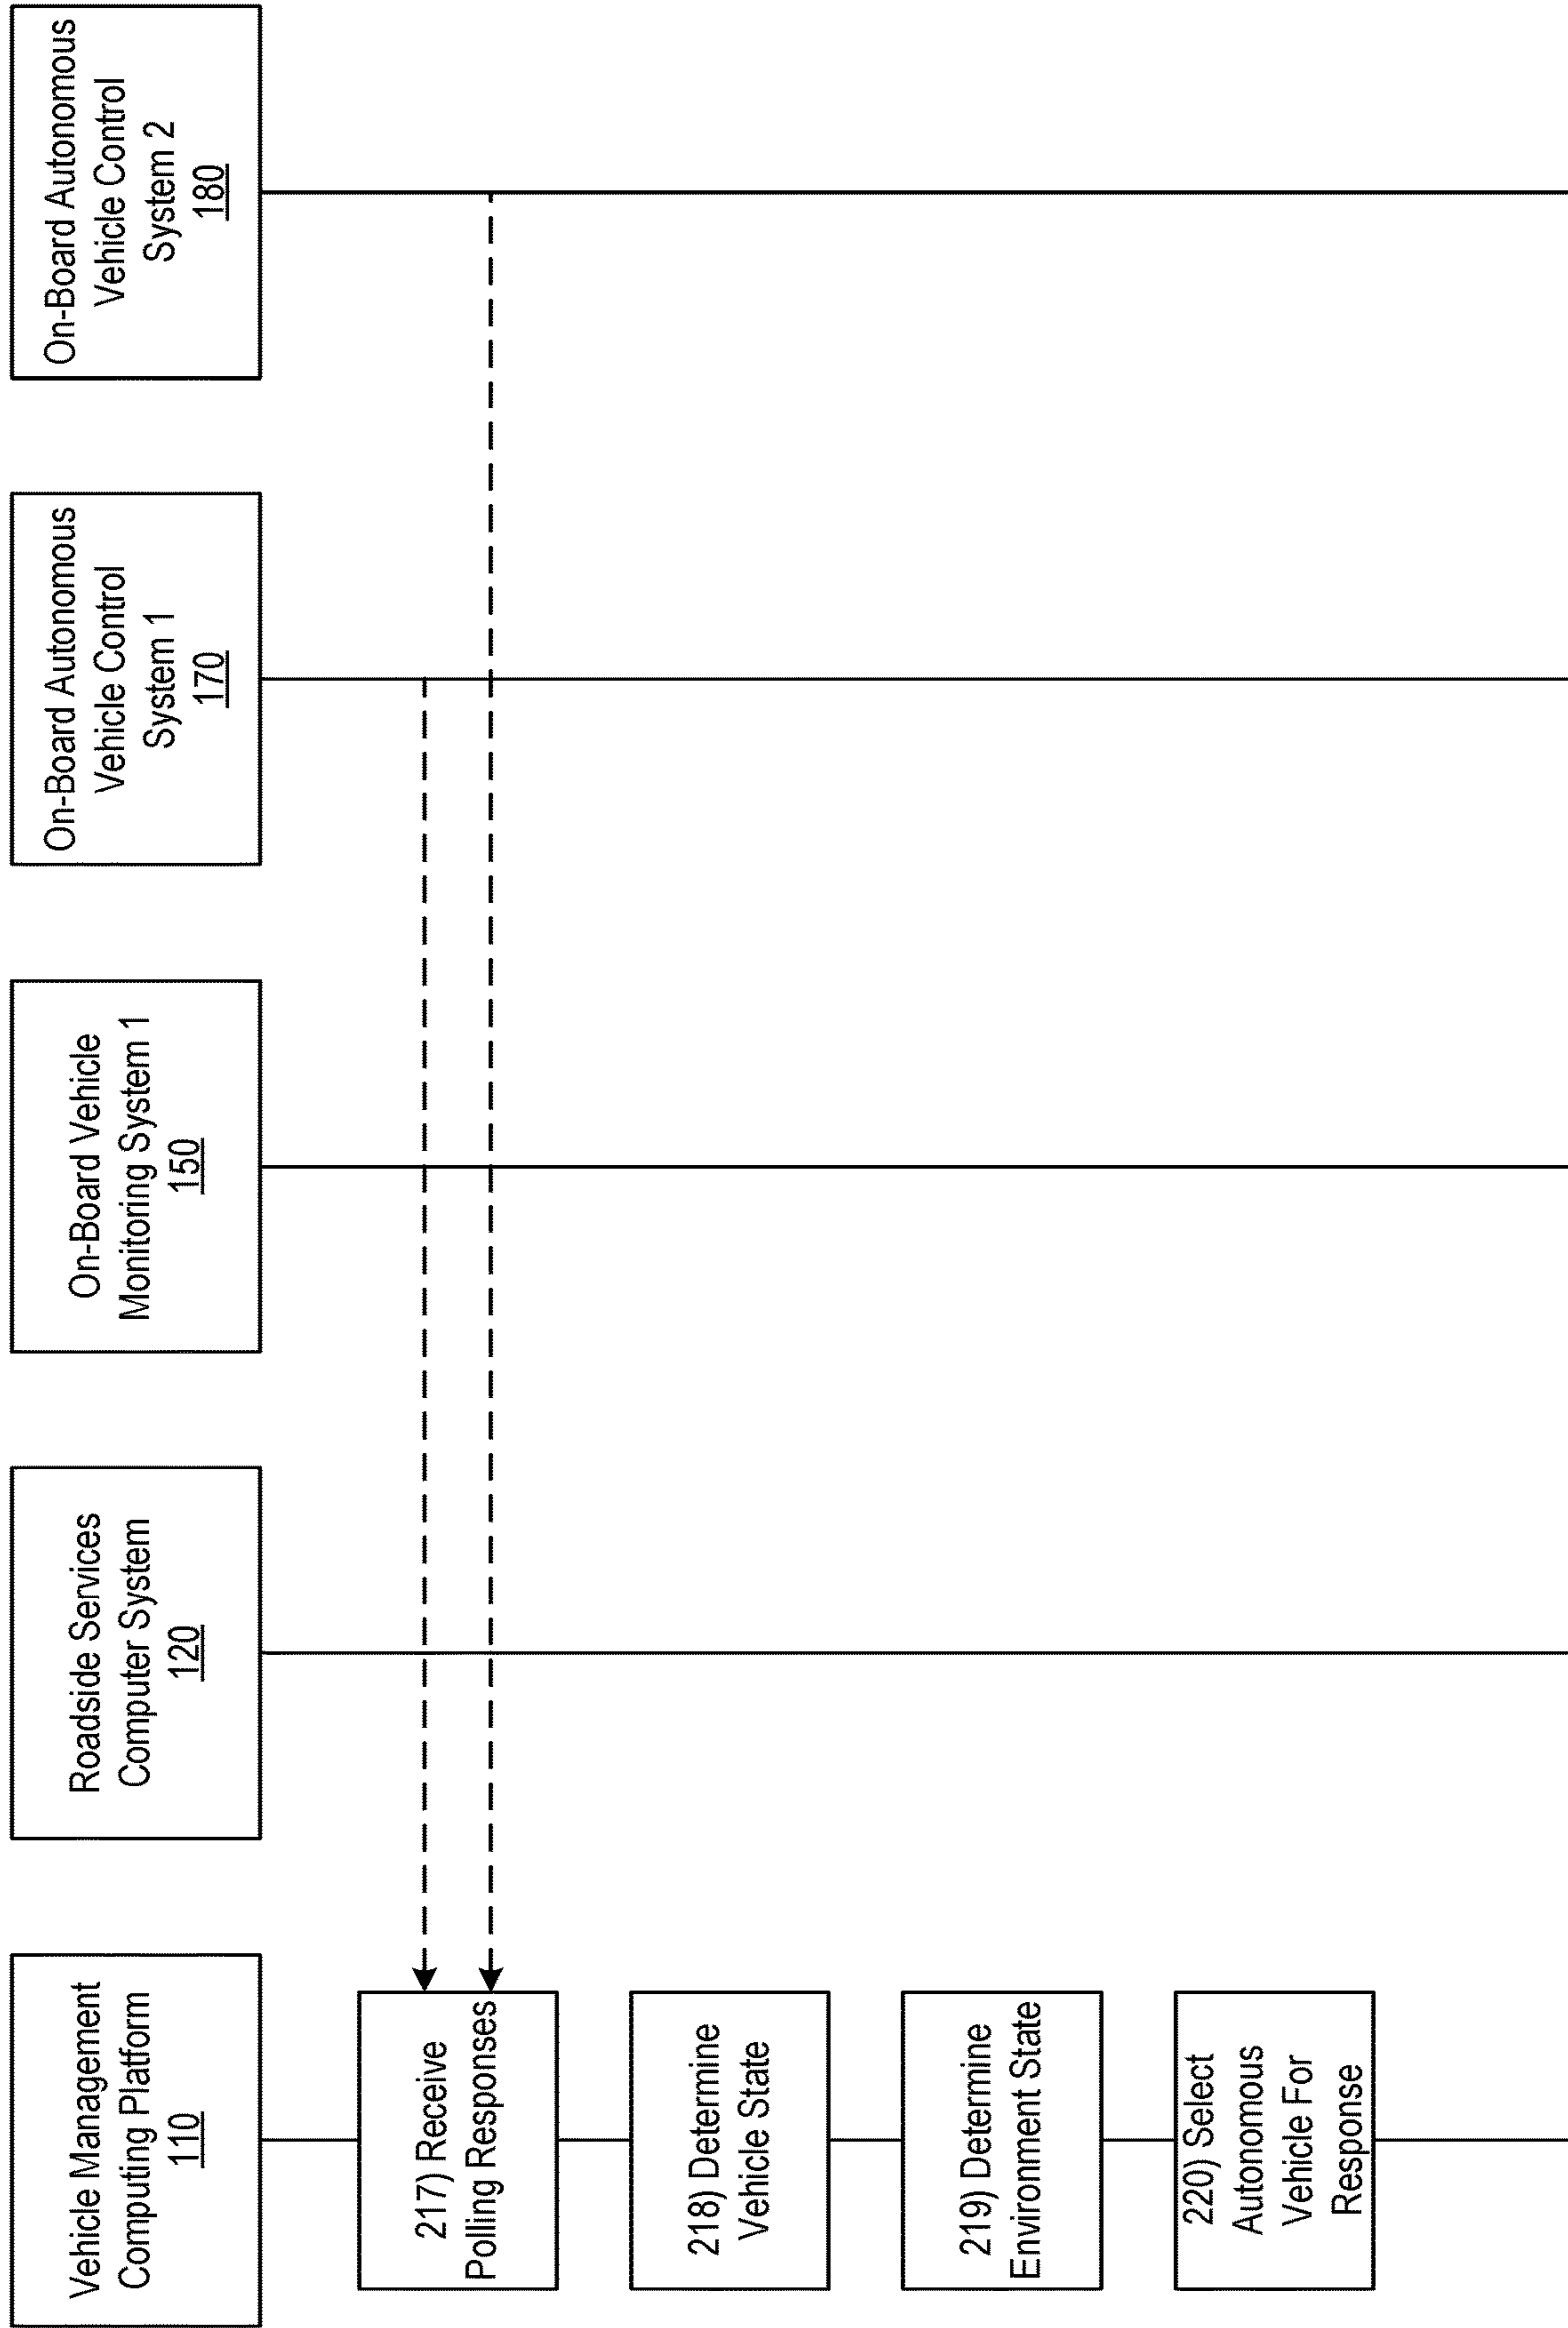 Vehicle Management
Computing Platform
110
Roadside Services
Computer System
120
On-Board Vehicle
Monitoring System 1
150
On-Board Autonomous
Vehicle Control
System 1
170
On-Board Autonomous
Vehicle Control
System 2
180
217) Receive
Polling Responses
218) Determine
Vehicle State
219) Determine
Environment State
220) Select
Autonomous
Vehicle For
Response